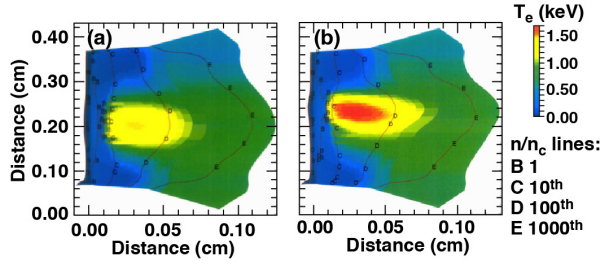 (a)
(b)
Te (keV)
1.50
1.00
0.50
0.00
n/nc lines:
B 1
C 10th
D 100th
E 1000th
0.40
0.30
0.20
0.10
0.00
Distance (cm)
0.00 0.05 0.10
Distance (cm)
0.00 0.05 0.10
Distance (cm)
C
D
E
E
D
D
C
D
E
E
C
D
E
E
D
D
C
D
E
E